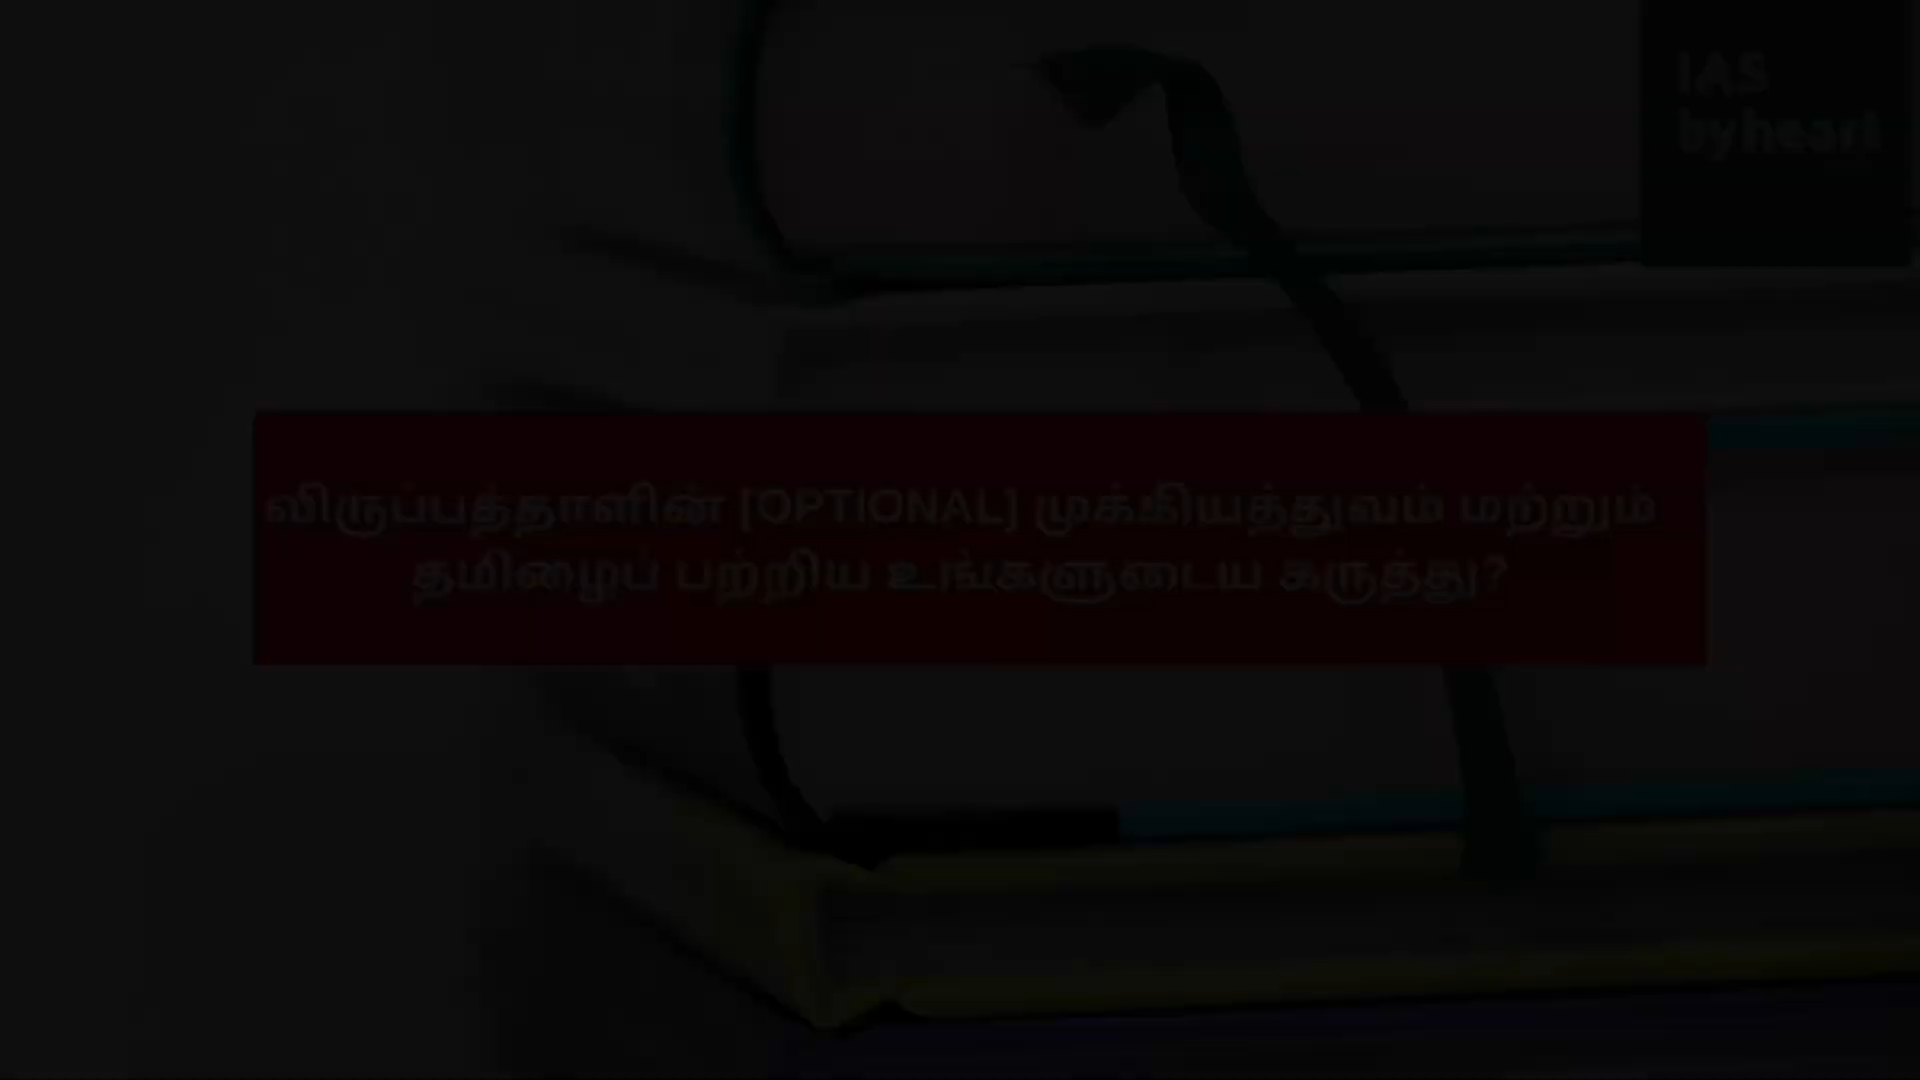 IAS
byheart
விருப்பத்தாளின் [OPTIONAL] முக்கியத்துவம் மற்றும்
தமிழைப் பற்றிய உங்களுடைய கருத்து?